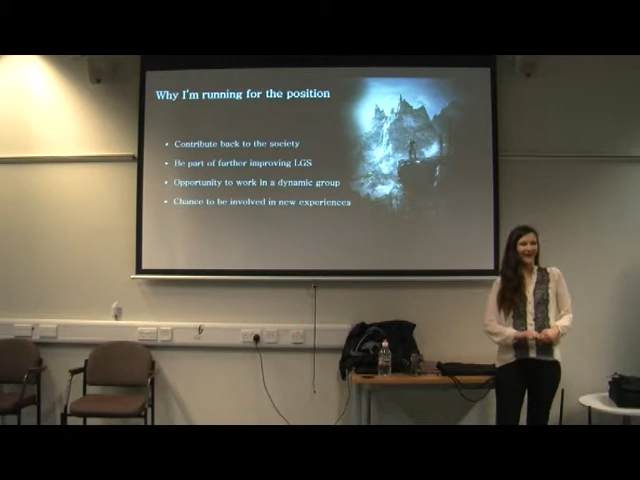 Why I'm running for the position
• Contribute back to the society
• Be part of further improving LGS
• Opportunity to work in a dynamic group
• Chance to be involved in new experiences